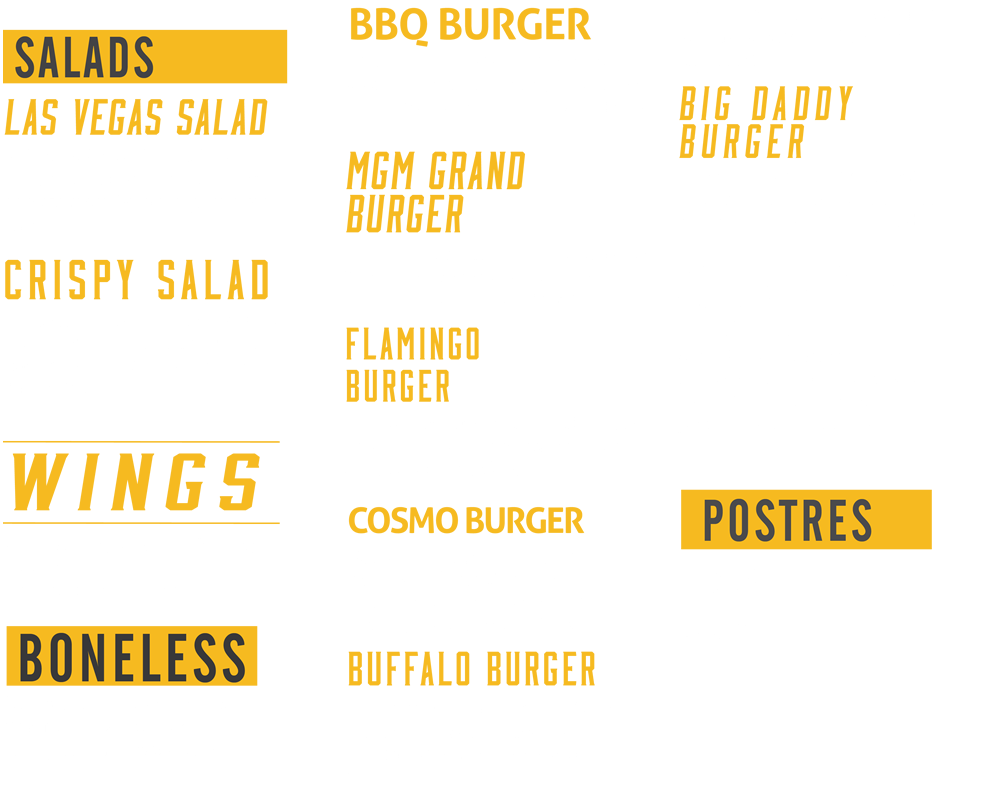 SALADS
LAS VEGAS SALAD
CRISPY SALAD
WINGS
BONELESS
BBQ BURGER
MGM GRAND
BURGER
FLAMINGO
BURGER
COSMO BURGER
BUFFALO BURGER
BIG DADDY
BURGER
POSTRES